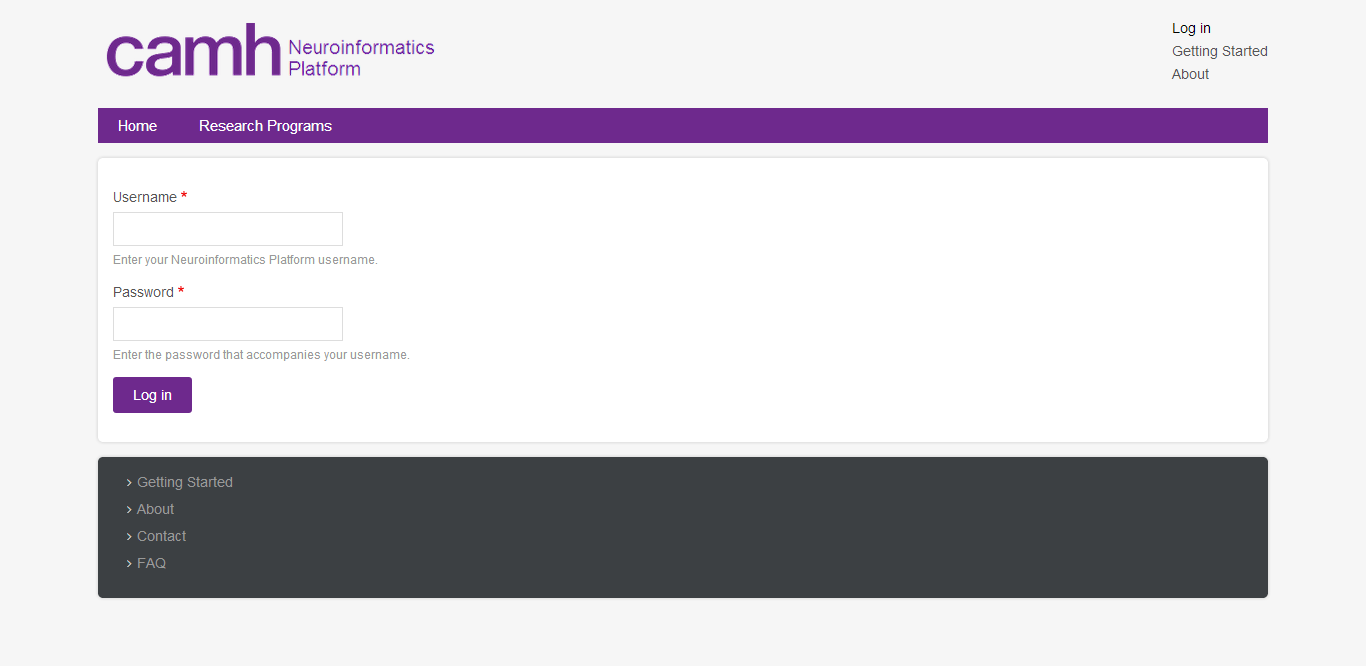 camh Neuroinformatics
Platform
Log in
Getting Started
About
Home Research Programs
Username *
Enter your Neuroinformatics Platform username.
Password *
Enter the password that accompanies your username.
Log in
› Getting Started
› About
› Contact
› FAQ